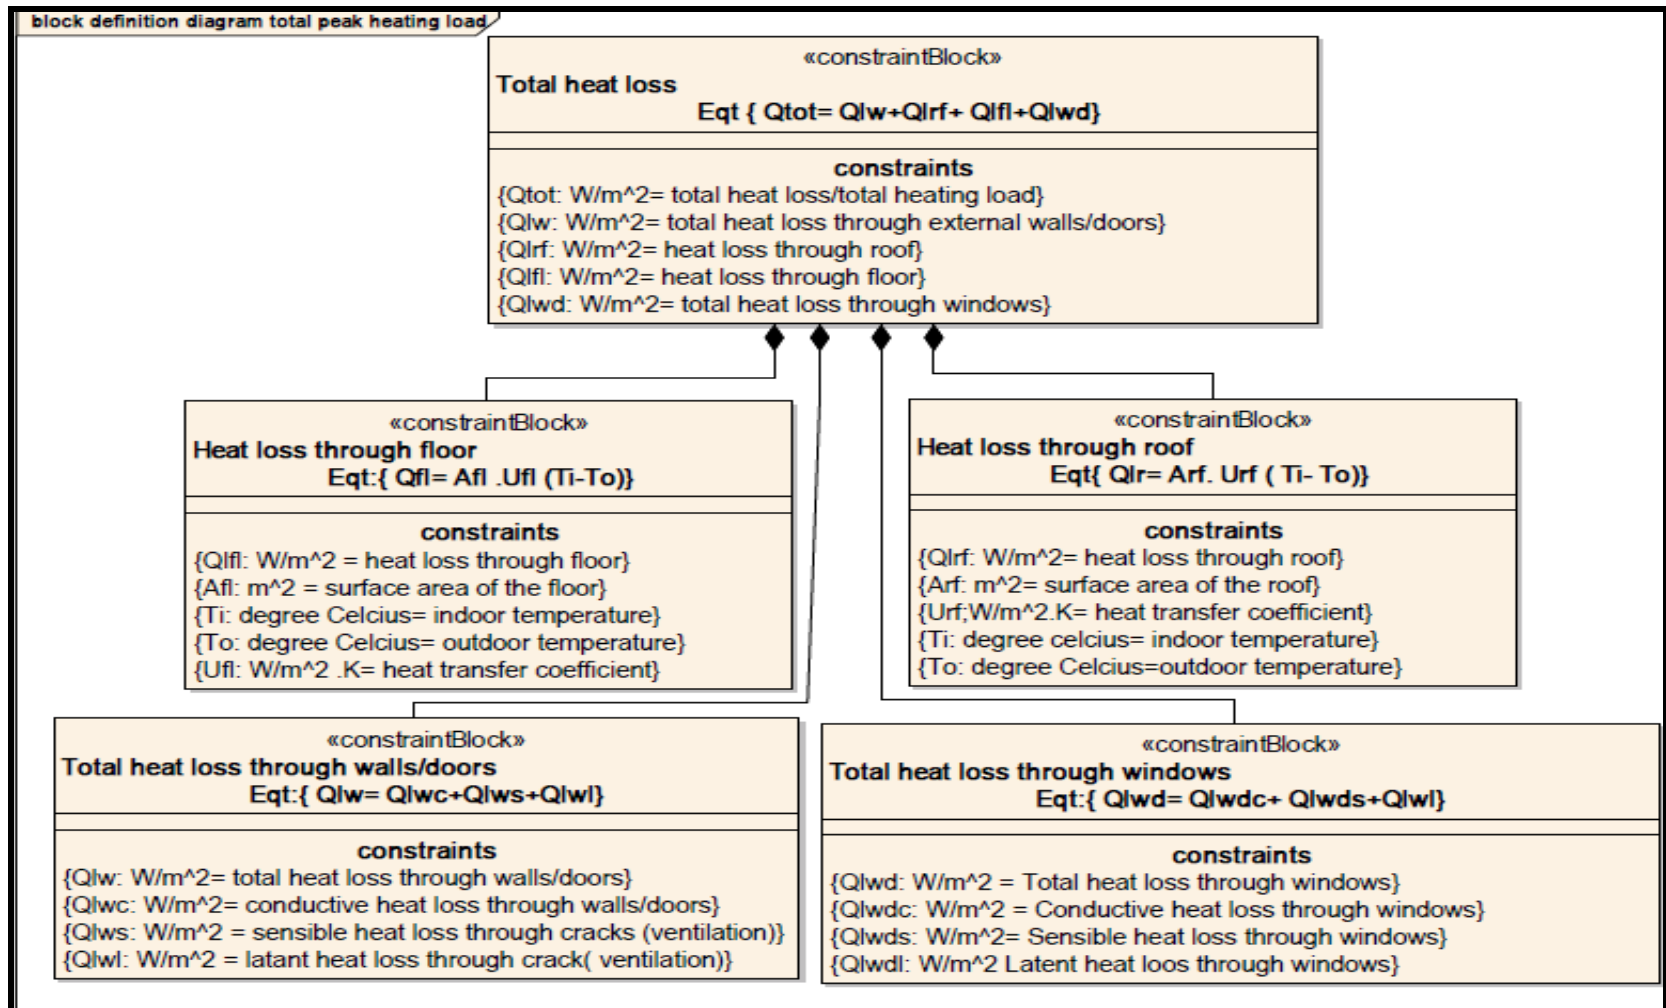 block definition diagram total peak heating load
«constraintBlock»
Total heat loss
Eqt { Qtot= Qlw+Qlrf+ Qlfl+Qlwd}
constraints
{Qtot: W/m^2= total heat loss/total heating load}
{Qlw: W/m^2= total heat loss through external walls/doors}
{Qlrf: W/m^2= heat loss through roof}
{Qlfl: W/m^2= heat loss through floor}
{Qlwd: W/m^2= total heat loss through windows}
«constraintBlock»
Heat loss through floor
Eqt:{ Qfl= Afl .Ufl (Ti-To)}
constraints
{Qlfl: W/m^2 = heat loss through floor}
{Afl: m^2 = surface area of the floor}
{Ti: degree Celcius= indoor temperature}
{To: degree Celcius= outdoor temperature}
{Ufl: W/m^2 .K= heat transfer coefficient}
«constraintBlock»
Heat loss through roof
Eqt{ Qlr= Arf. Urf ( Ti- To)}
constraints
{Qlrf: W/m^2= heat loss through roof}
{Arf: m^2= surface area of the roof}
{Urf;W/m^2.K= heat transfer coefficient}
{Ti: degree celcius= indoor temperature}
{To: degree Celcius=outdoor temperature}
«constraintBlock»
Total heat loss through walls/doors
Eqt:{ Qlw= Qlwc+Qlws+Qlwl}
constraints
{Qlw: W/m^2= total heat loss through walls/doors}
{Qlwc: W/m^2= conductive heat loss through walls/doors}
{Qlws: W/m^2 = sensible heat loss through cracks (ventilation)}
{Qlwl: W/m^2 = latant heat loss through crack( ventilation)}
«constraintBlock»
Total heat loss through windows
Eqt:{ Qlwd= Qlwdc+ Qlwds+Qlwl}
constraints
{Qlwd: W/m^2 = Total heat loss through windows}
{Qlwdc: W/m^2 = Conductive heat loss through windows}
{Qlwds: W/m^2= Sensible heat loss through windows}
{Qlwdl: W/m^2 Latent heat loos through windows}